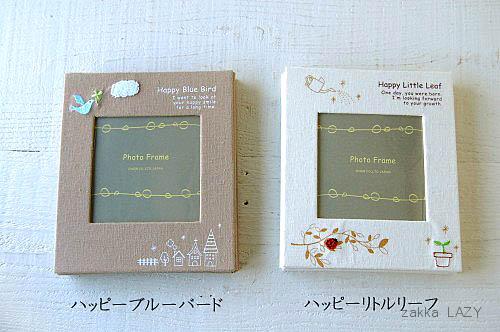 Happy Blue Bird
I want to look at
your happy smile
for a long time
Photo Frame
Happy Little Leaf
One day, you were born.
I'm looking forward
to your growth
Photo Frame
ハッピーブルーバード
ハッピーリトルリーフ
zakka LAZY